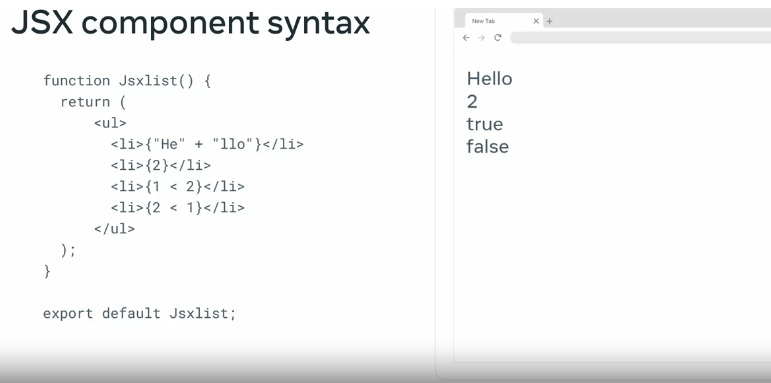 JSX component syntax
function Jsxlist() {
return (
<ul>
<li>{"He" + "llo"}</li>
<li>{2}</li>
<li>{1 < 2}</li>
<li>{2 < 1}</li>
</ul>
);
}
export default Jsxlist;
New Tab
Hello
2
true
false